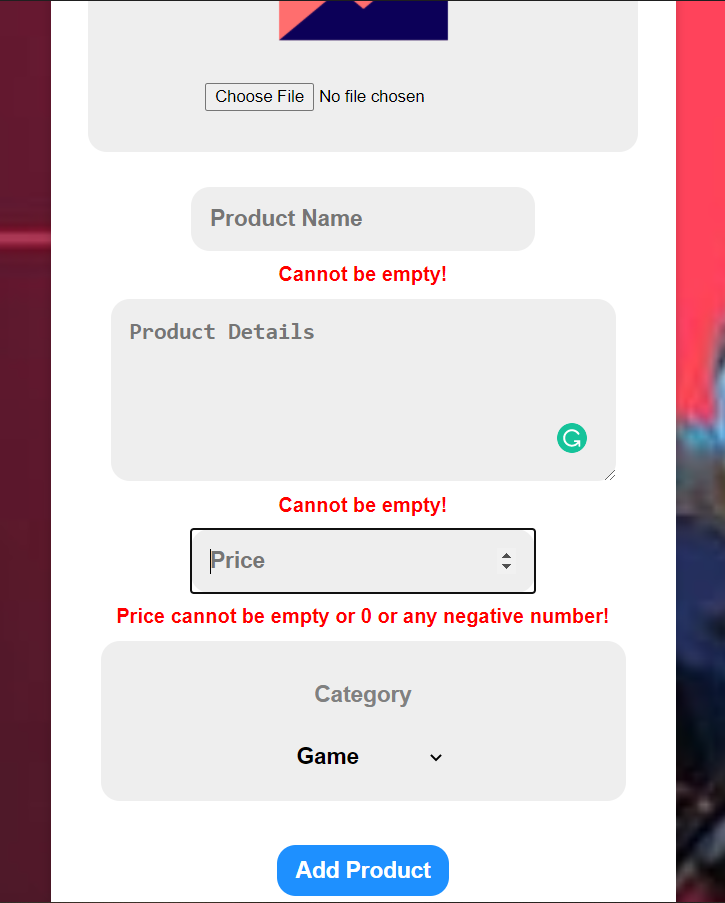 Choose File No file chosen
Product Name
Cannot be empty!
Product Details
Cannot be empty!
Price
Price cannot be empty or 0 or any negative number!
Category
Game
Add Product